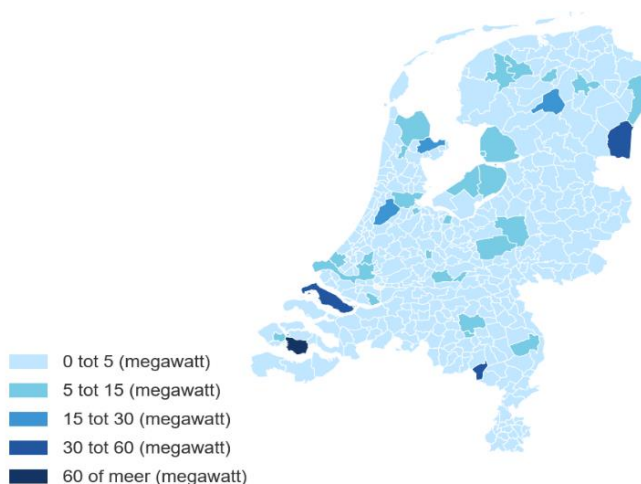 0 tot 5 (megawatt)
5 tot 15 (megawatt)
15 tot 30 (megawatt)
30 tot 60 (megawatt)
60 of meer (megawatt)